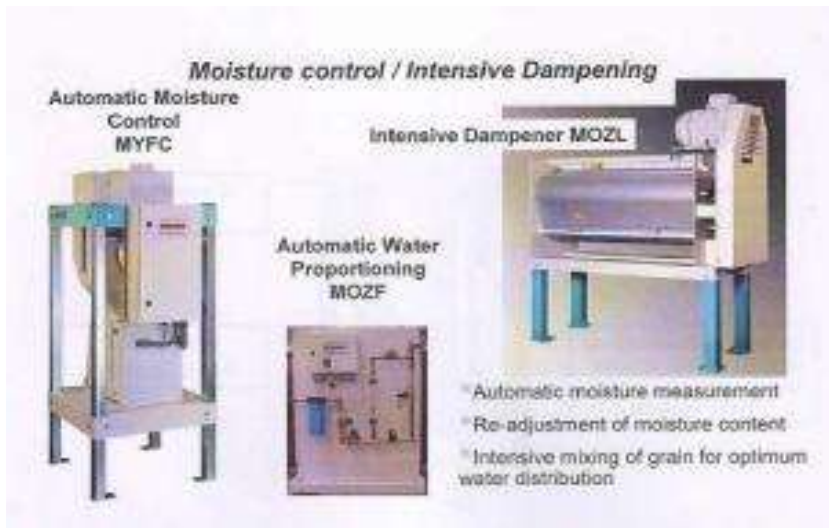 Moisture control / Intensive Dampening
Automatic Moisture
Control
MYFC
Intensive Dampener MOZL
Automatic Water
Proportioning
MOZF
*Automatic moisture measurement
*Re-adjustment of moisture content
*Intensive mixing of grain for optimum
water distribution